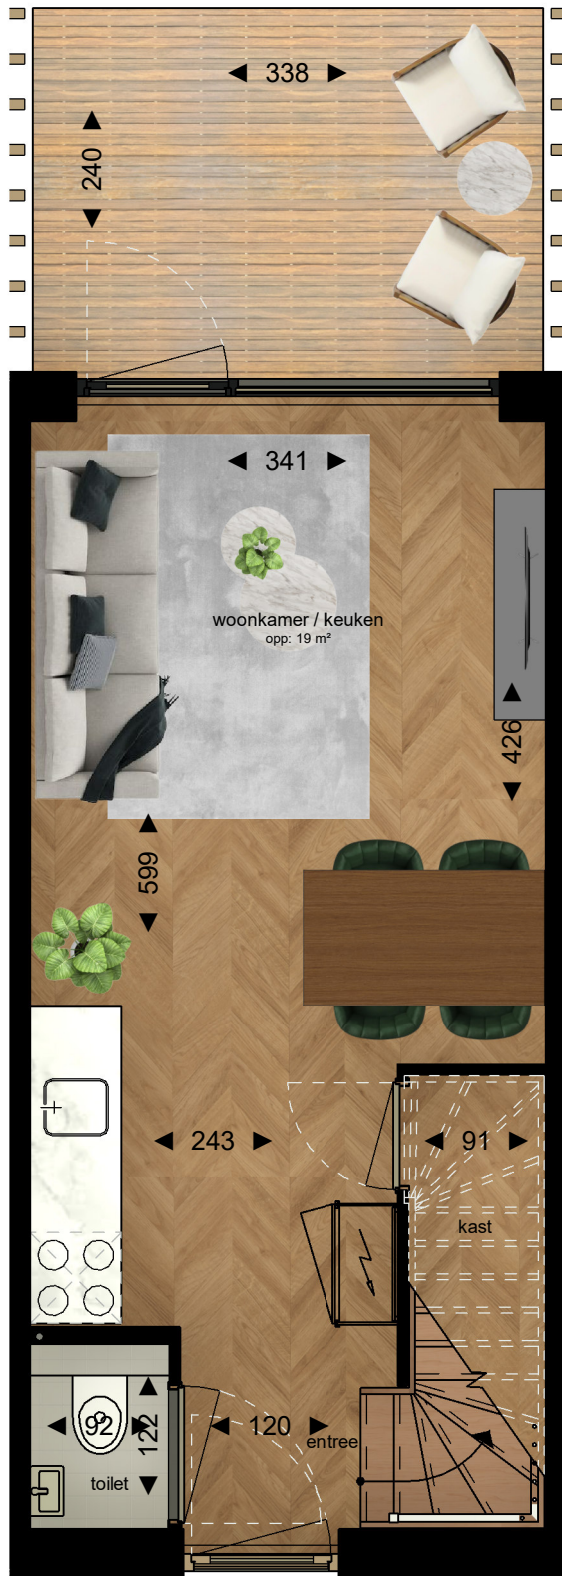 338
240
341
woonkamer / keuken
opp: 19 m²
426
599
243
91
kast
92
122
120
entree
toilet